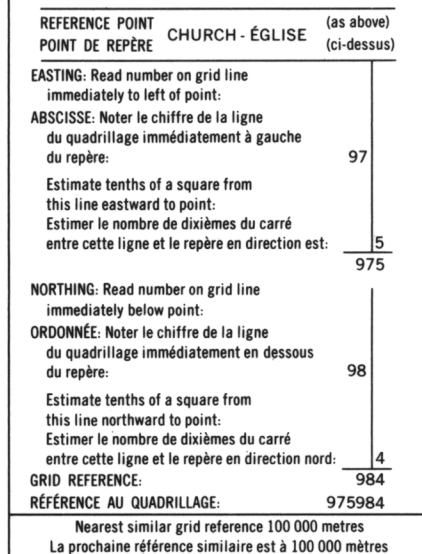 REFERENCE POINT CHURCH - ÉGLISE (as above)
POINT DE REPÈRE (ci-dessus)
EASTING: Read number on grid line
immediately to left of point:
ABSCISSE: Noter le chiffre de la ligne
du quadrillage immédiatement à gauche
du repère: 97
Estimate tenths of a square from
this line eastward to point:
Estimer le nombre de dixièmes du carré
entre cette ligne et le repère en direction est: 5
975
NORTHING: Read number on grid line
immediately below point:
ORDONNÉE: Noter le chiffre de la ligne
du quadrillage immédiatement en dessous
du repère: 98
Estimate tenths of a square from
this line northward to point:
Estimer le nombre de dixièmes du carré
entre cette ligne et le repère en direction nord: 4
GRID REFERENCE: 984
RÉFÉRENCE AU QUADRILLAGE: 975984
Nearest similar grid reference 100 000 metres
La prochaine référence similaire est à 100 000 mètres